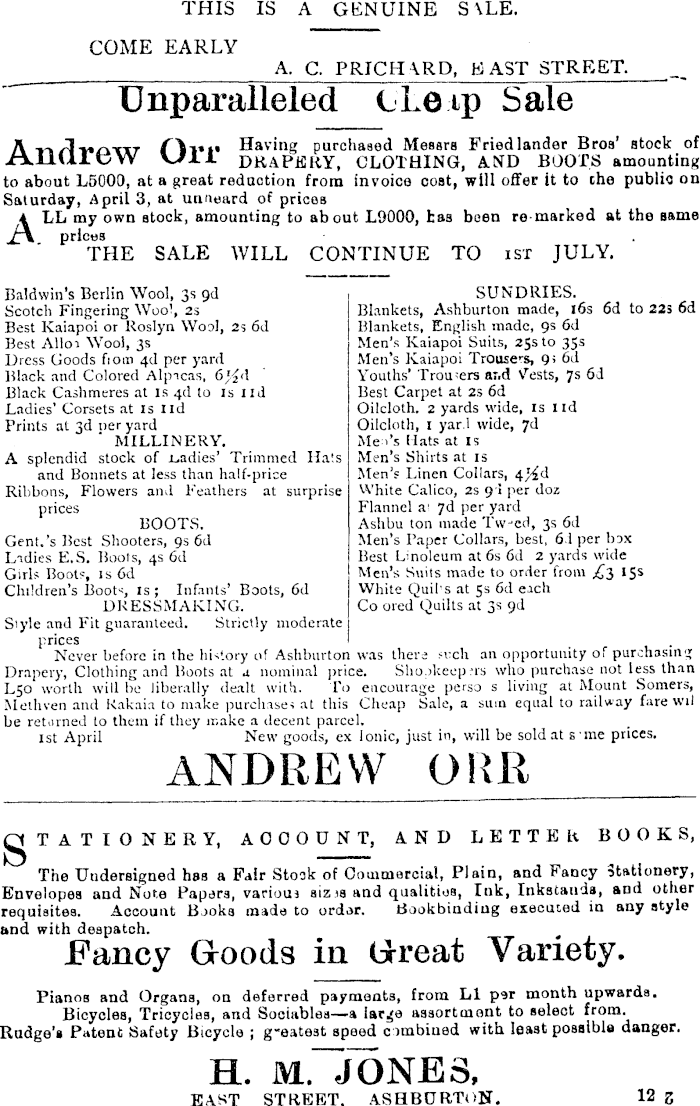 THIS IS A GENUINE SALE.
COME EARLY
A. C. PRICHARD, EAST STREET.
Unparalleled Cheap Sale
Andrew Orr Having purchased Messrs Friedlander Bros' stock of
DRAPERY, CLOTHING, AND BOOTS amounting
to about L5000, at a great reduction from invoice cost, will offer it to the public on
Saturday, April 3, at unheard of prices
ALL my own stock, amounting to about L9000, has been re-marked at the same
prices
THE SALE WILL CONTINUE TO 1ST JULY.
Baldwin's Berlin Wool, 3s 9d
Scotch Fingering Wool, 2s
Best Kaiapoi or Roslyn Wool, 2s 6d
Best Alloa Wool, 3s
Dress Goods from 4d per yard
Black and Colored Alpacas, 6½d
Black Cashmeres at 1s 4d to 1s 11d
Ladies' Corsets at 1s 11d
Prints at 3d per yard
MILLINERY.
A splendid stock of Ladies' Trimmed Hats
and Bonnets at less than half-price
Ribbons, Flowers and Feathers at surprise
prices
BOOTS.
Gent.'s Best Shooters, 9s 6d
Ladies E.S. Boots, 4s 6d
Girls Boots, 1s 6d
Children's Boots, 1s; Infants' Boots, 6d
DRESSMAKING.
Style and Fit guaranteed. Strictly moderate
prices
SUNDRIES.
Blankets, Ashburton made, 16s 6d to 22s 6d
Blankets, English made, 9s 6d
Men's Kaiapoi Suits, 25s to 35s
Men's Kaiapoi Trousers, 9s 6d
Youths' Trousers and Vests, 7s 6d
Best Carpet at 2s 6d
Oilcloth. 2 yards wide, 1s 11d
Oilcloth, 1 yard wide, 7d
Men's Hats at 1s
Men's Shirts at 1s
Men's Linen Collars, 4½d
White Calico, 2s 9d per doz
Flannel at 7d per yard
Ashburton made Tweed, 3s 6d
Men's Paper Collars, best, 6d per box
Best Linoleum at 6s 6d 2 yards wide
Men's Suits made to order from £3 15s
White Quilts at 5s 6d each
Colored Quilts at 3s 9d
Never before in the history of Ashburton was there such an opportunity of purchasing
Drapery, Clothing and Boots at a nominal price. Shopkeepers who purchase not less than
L50 worth will be liberally dealt with. To encourage persons living at Mount Somers,
Methven and Rakaia to make purchases at this Cheap Sale, a sum equal to railway fare will
be returned to them if they make a decent parcel.
1st April New goods, ex Ionic, just in, will be sold at same prices.
ANDREW ORR
STATIONERY, ACCOUNT, AND LETTER BOOKS,
The Undersigned has a Fair Stock of Commercial, Plain, and Fancy Stationery,
Envelopes and Note Papers, various sizes and qualities, Ink, Inkstands, and other
requisites. Account Books made to order. Bookbinding executed in any style
and with despatch.
Fancy Goods in Great Variety.
Pianos and Organs, on deferred payments, from L1 per month upwards.
Bicycles, Tricycles, and Sociables—a large assortment to select from.
Rudge's Patent Safety Bicycle; greatest speed combined with least possible danger.
H. M. JONES,
EAST STREET, ASHBURTON.
12 z